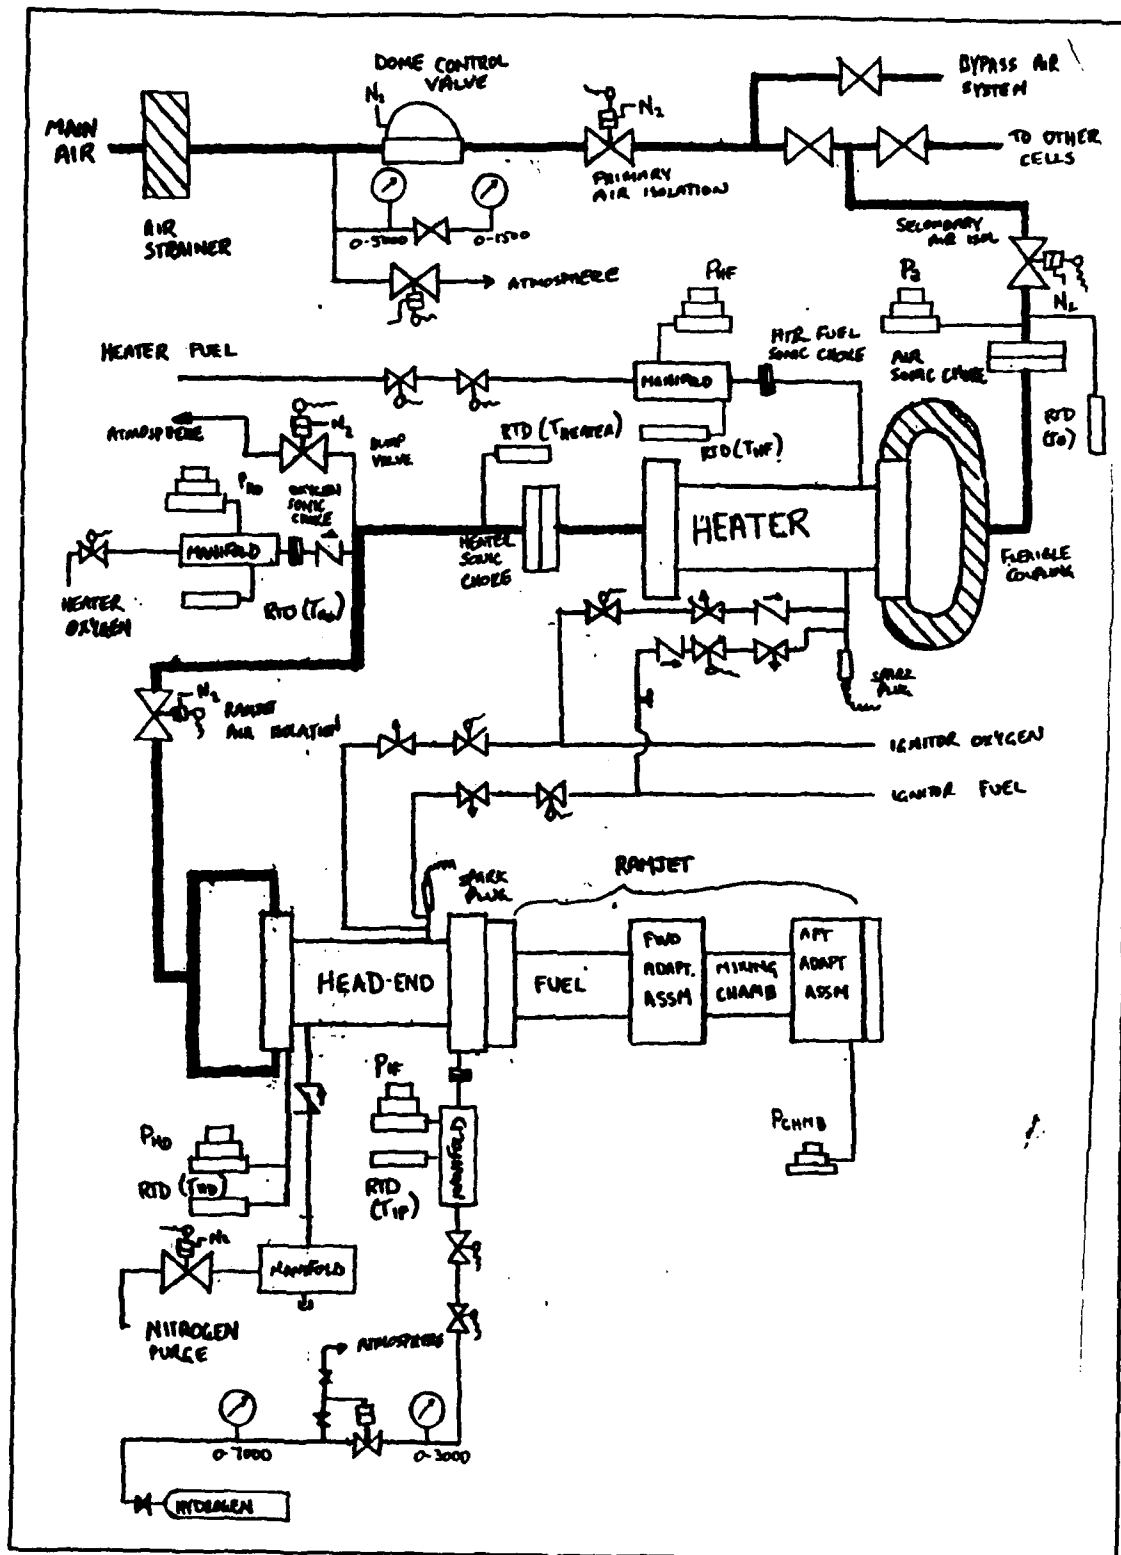 DOME CONTROL
VALVE
N2
N2
BYPASS AIR
SYSTEM
MAIN
AIR
TO OTHER
CELLS
PRIMARY
AIR ISOLATION
AIR
STRAINER
0-5000
0-1500
SECONDARY
AIR ISOL
ATMOSPHERE
PHF
P2
N2
HEATER FUEL
HTR FUEL
SONIC CHOKE
MANIFOLD
AIR
SONIC CHOKE
ATMOSPHERE
N2
DUMP
VALVE
RTD (THEATER)
RTD (THF)
RTD
PHO
OXYGEN
SONIC
CHOKE
HEATER
MANIFOLD
HEATER
SONIC
CHOKE
FLEXIBLE
COUPLING
HEATER
OXYGEN
RTD (THO)
SPARK
PLUG
N2
RAMJET
AIR ISOLATION
IGNITOR OXYGEN
IGNITOR FUEL
SPARK
PLUG
RAMJET
HEAD-END
FUEL
FWD
ADAPT.
ASSM
MIXING
CHAMB
AFT
ADAPT
ASSM
PIF
PHD
MANIFOLD
PCHMB
RTD (THD)
RTD
(TIF)
N2
MANIFOLD
NITROGEN
PURGE
ATMOSPHERE
0-7000
0-3000
HYDROGEN